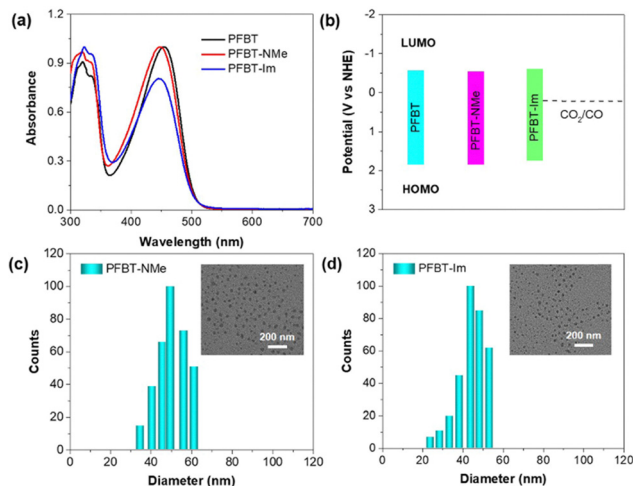 (a)
PFBT
PFBT-NMe
PFBT-Im
Absorbance
1.2
0.9
0.6
0.3
0.0
300 400 500 600 700
Wavelength (nm)
(b)
Potential (V vs NHE)
-2
-1
0
1
2
3
LUMO
PFBT
PFBT-NMe
PFBT-Im
CO₂/CO
HOMO
(c)
PFBT-NMe
200 nm
Counts
120
100
80
60
40
20
0
0 20 40 60 80 100 120
Diameter (nm)
(d)
PFBT-Im
200 nm
Counts
120
100
80
60
40
20
0
0 20 40 60 80 100 120
Diameter (nm)